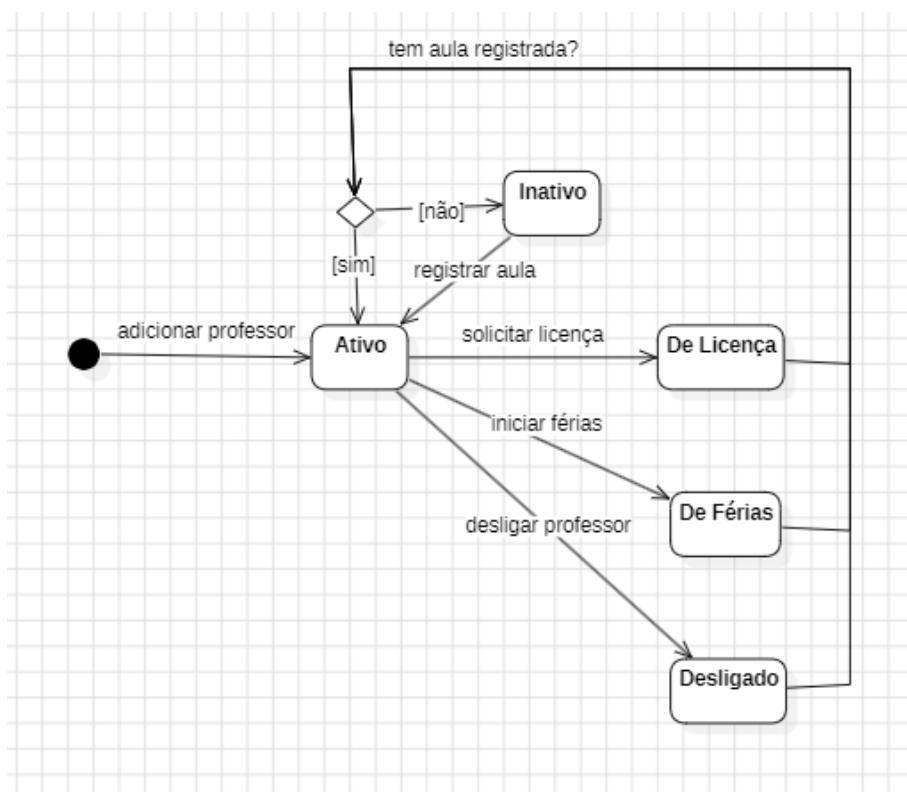 tem aula registrada?
Inativo
[não]
[sim]
registrar aula
adicionar professor
Ativo
solicitar licença
De Licença
iniciar férias
De Férias
desligar professor
Desligado